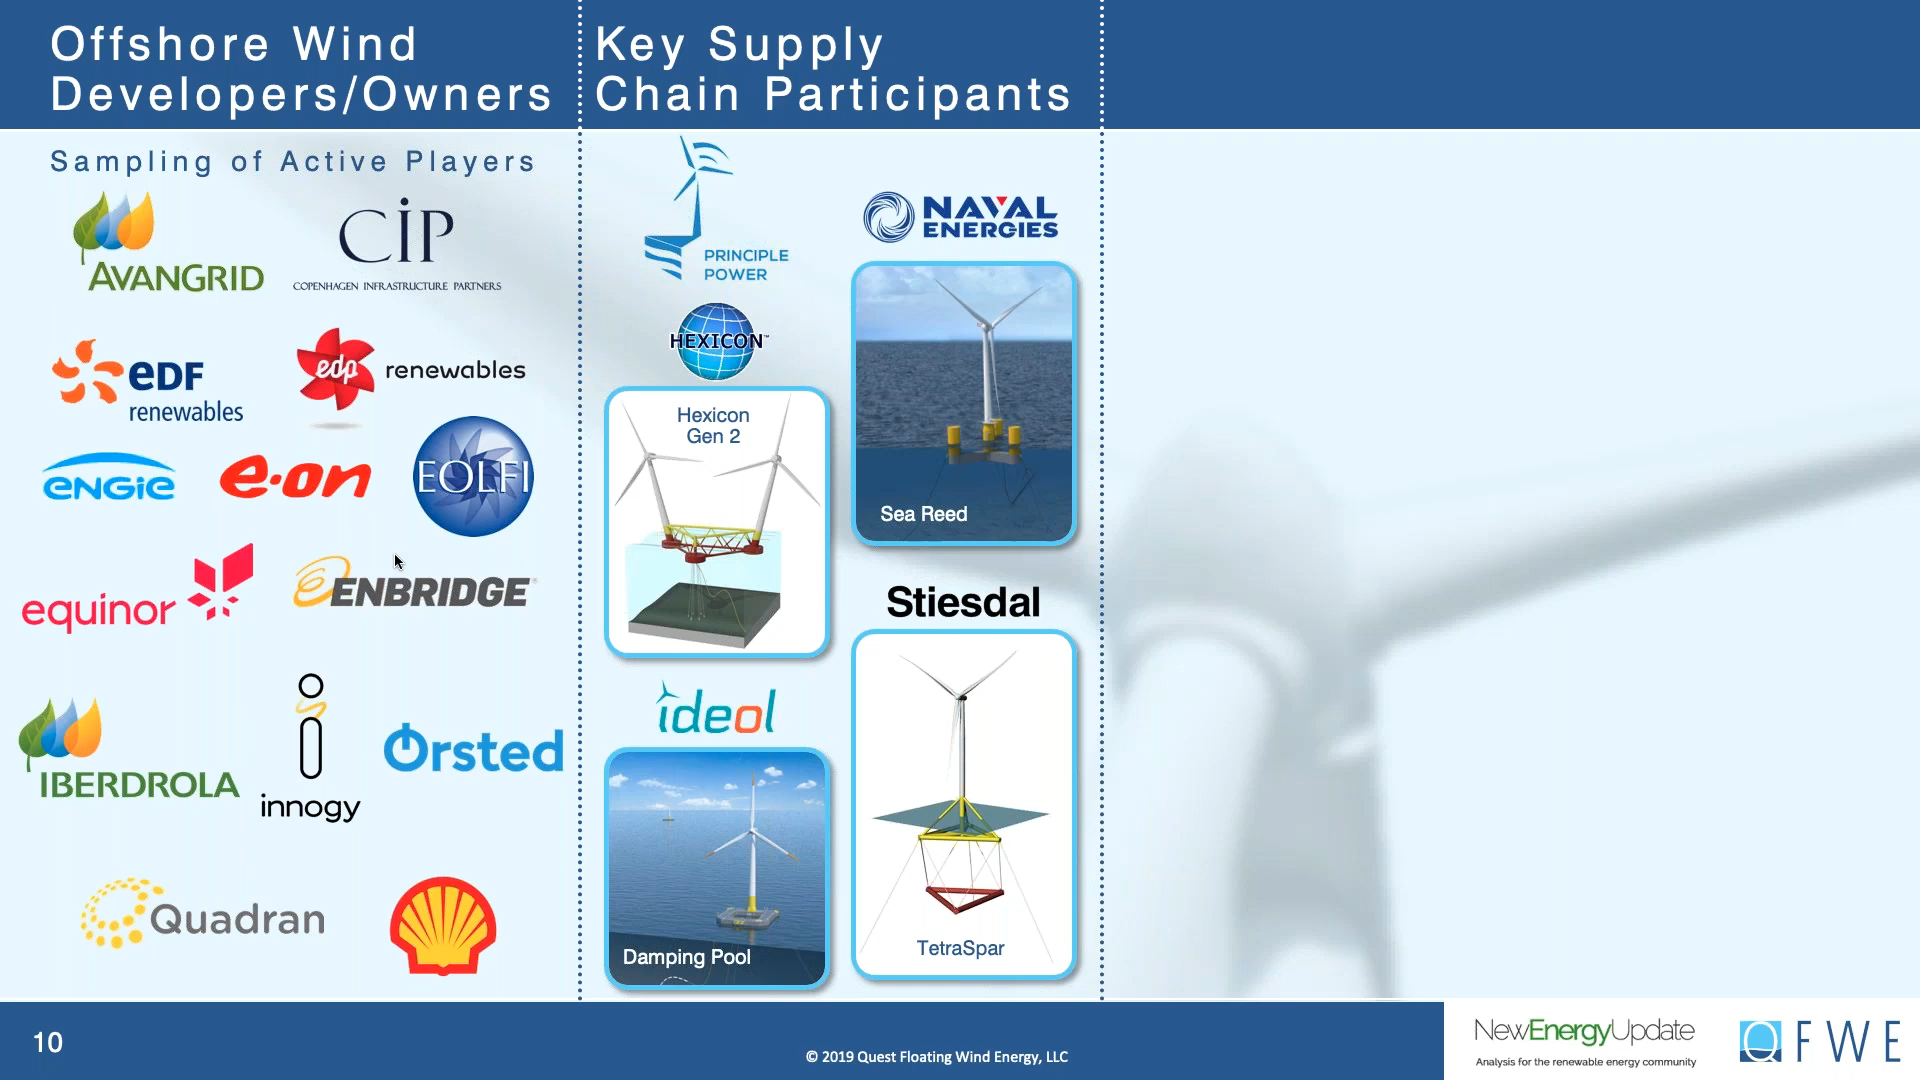 Offshore Wind
Developers/Owners
Key Supply
Chain Participants
Sampling of Active Players
AVANGRID
CIP
COPENHAGEN INFRASTRUCTURE PARTNERS
eDF
renewables
edp renewables
ENGIE
e·on
EOLFI
equinor
ENBRIDGE
IBERDROLA
innogy
Ørsted
Quadran
PRINCIPLE
POWER
HEXICON™
Hexicon
Gen 2
ideol
Damping Pool
NAVAL
ENERGIES
Sea Reed
Stiesdal
TetraSpar
10
© 2019 Quest Floating Wind Energy, LLC
NewEnergyUpdate
Analysis for the renewable energy community
QFWE